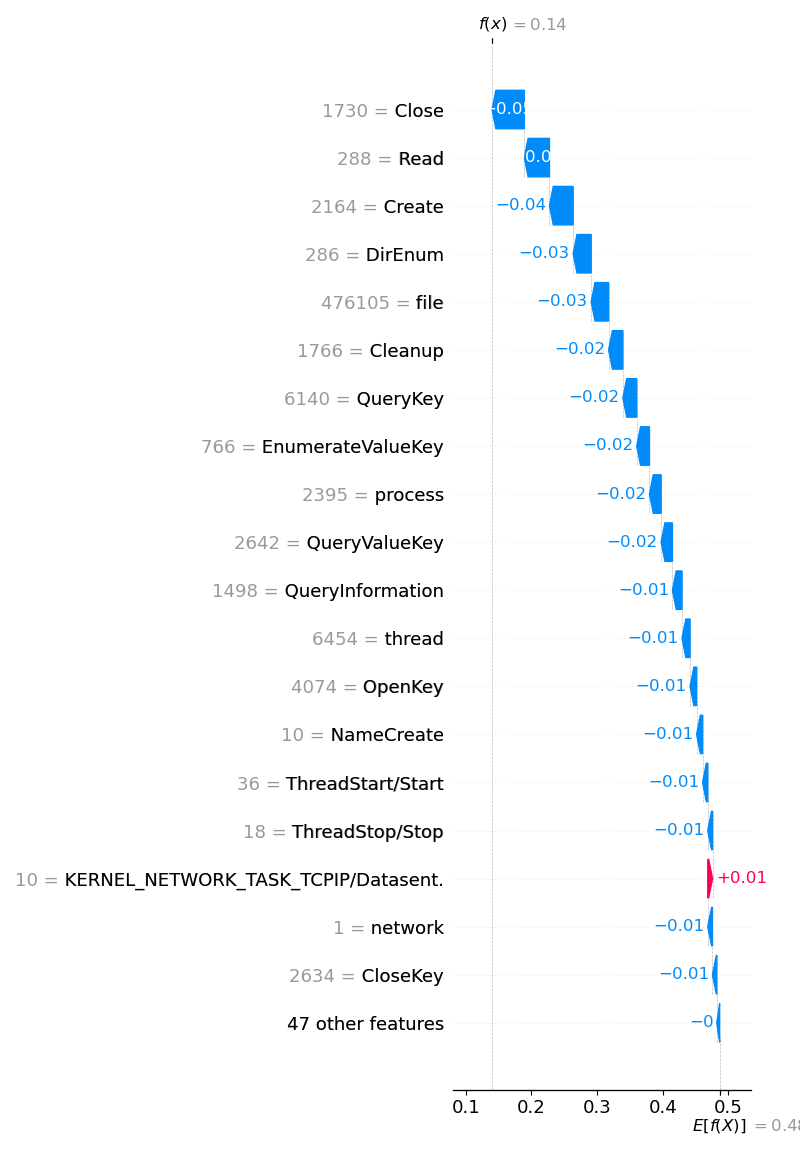 f(x) = 0.14
1730 = Close
−0.05
288 = Read
0.0
2164 = Create
−0.04
286 = DirEnum
−0.03
476105 = file
−0.03
1766 = Cleanup
−0.02
6140 = QueryKey
−0.02
766 = EnumerateValueKey
−0.02
2395 = process
−0.02
2642 = QueryValueKey
−0.02
1498 = QueryInformation
−0.01
6454 = thread
−0.01
4074 = OpenKey
−0.01
10 = NameCreate
−0.01
36 = ThreadStart/Start
−0.01
18 = ThreadStop/Stop
−0.01
10 = KERNEL_NETWORK_TASK_TCPIP/Datasent.
+0.01
1 = network
−0.01
2634 = CloseKey
−0.01
47 other features
−0
0.1 0.2 0.3 0.4 0.5
E[f(X)] = 0.48